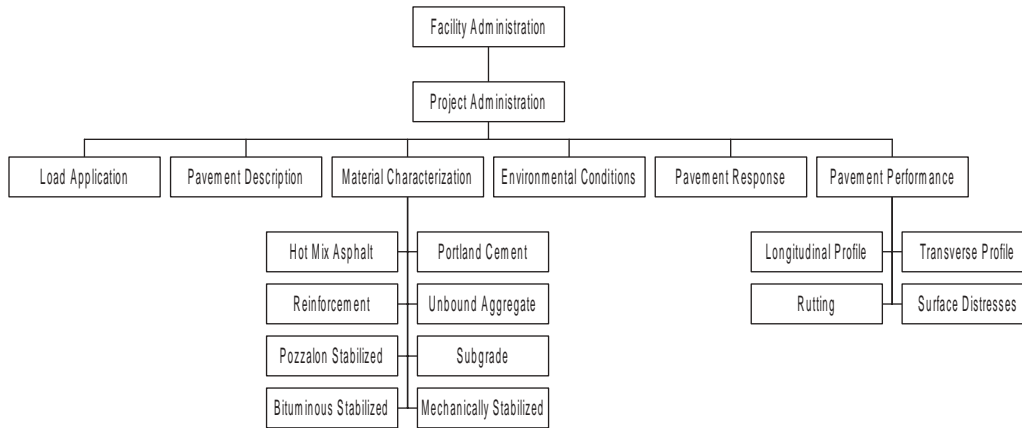 Facility Administration
Project Administration
Load Application
Pavement Description
Material Characterization
Environmental Conditions
Pavement Response
Pavement Performance
Hot Mix Asphalt
Portland Cement
Longitudinal Profile
Transverse Profile
Reinforcement
Unbound Aggregate
Rutting
Surface Distresses
Pozzalon Stabilized
Subgrade
Bituminous Stabilized
Mechanically Stabilized